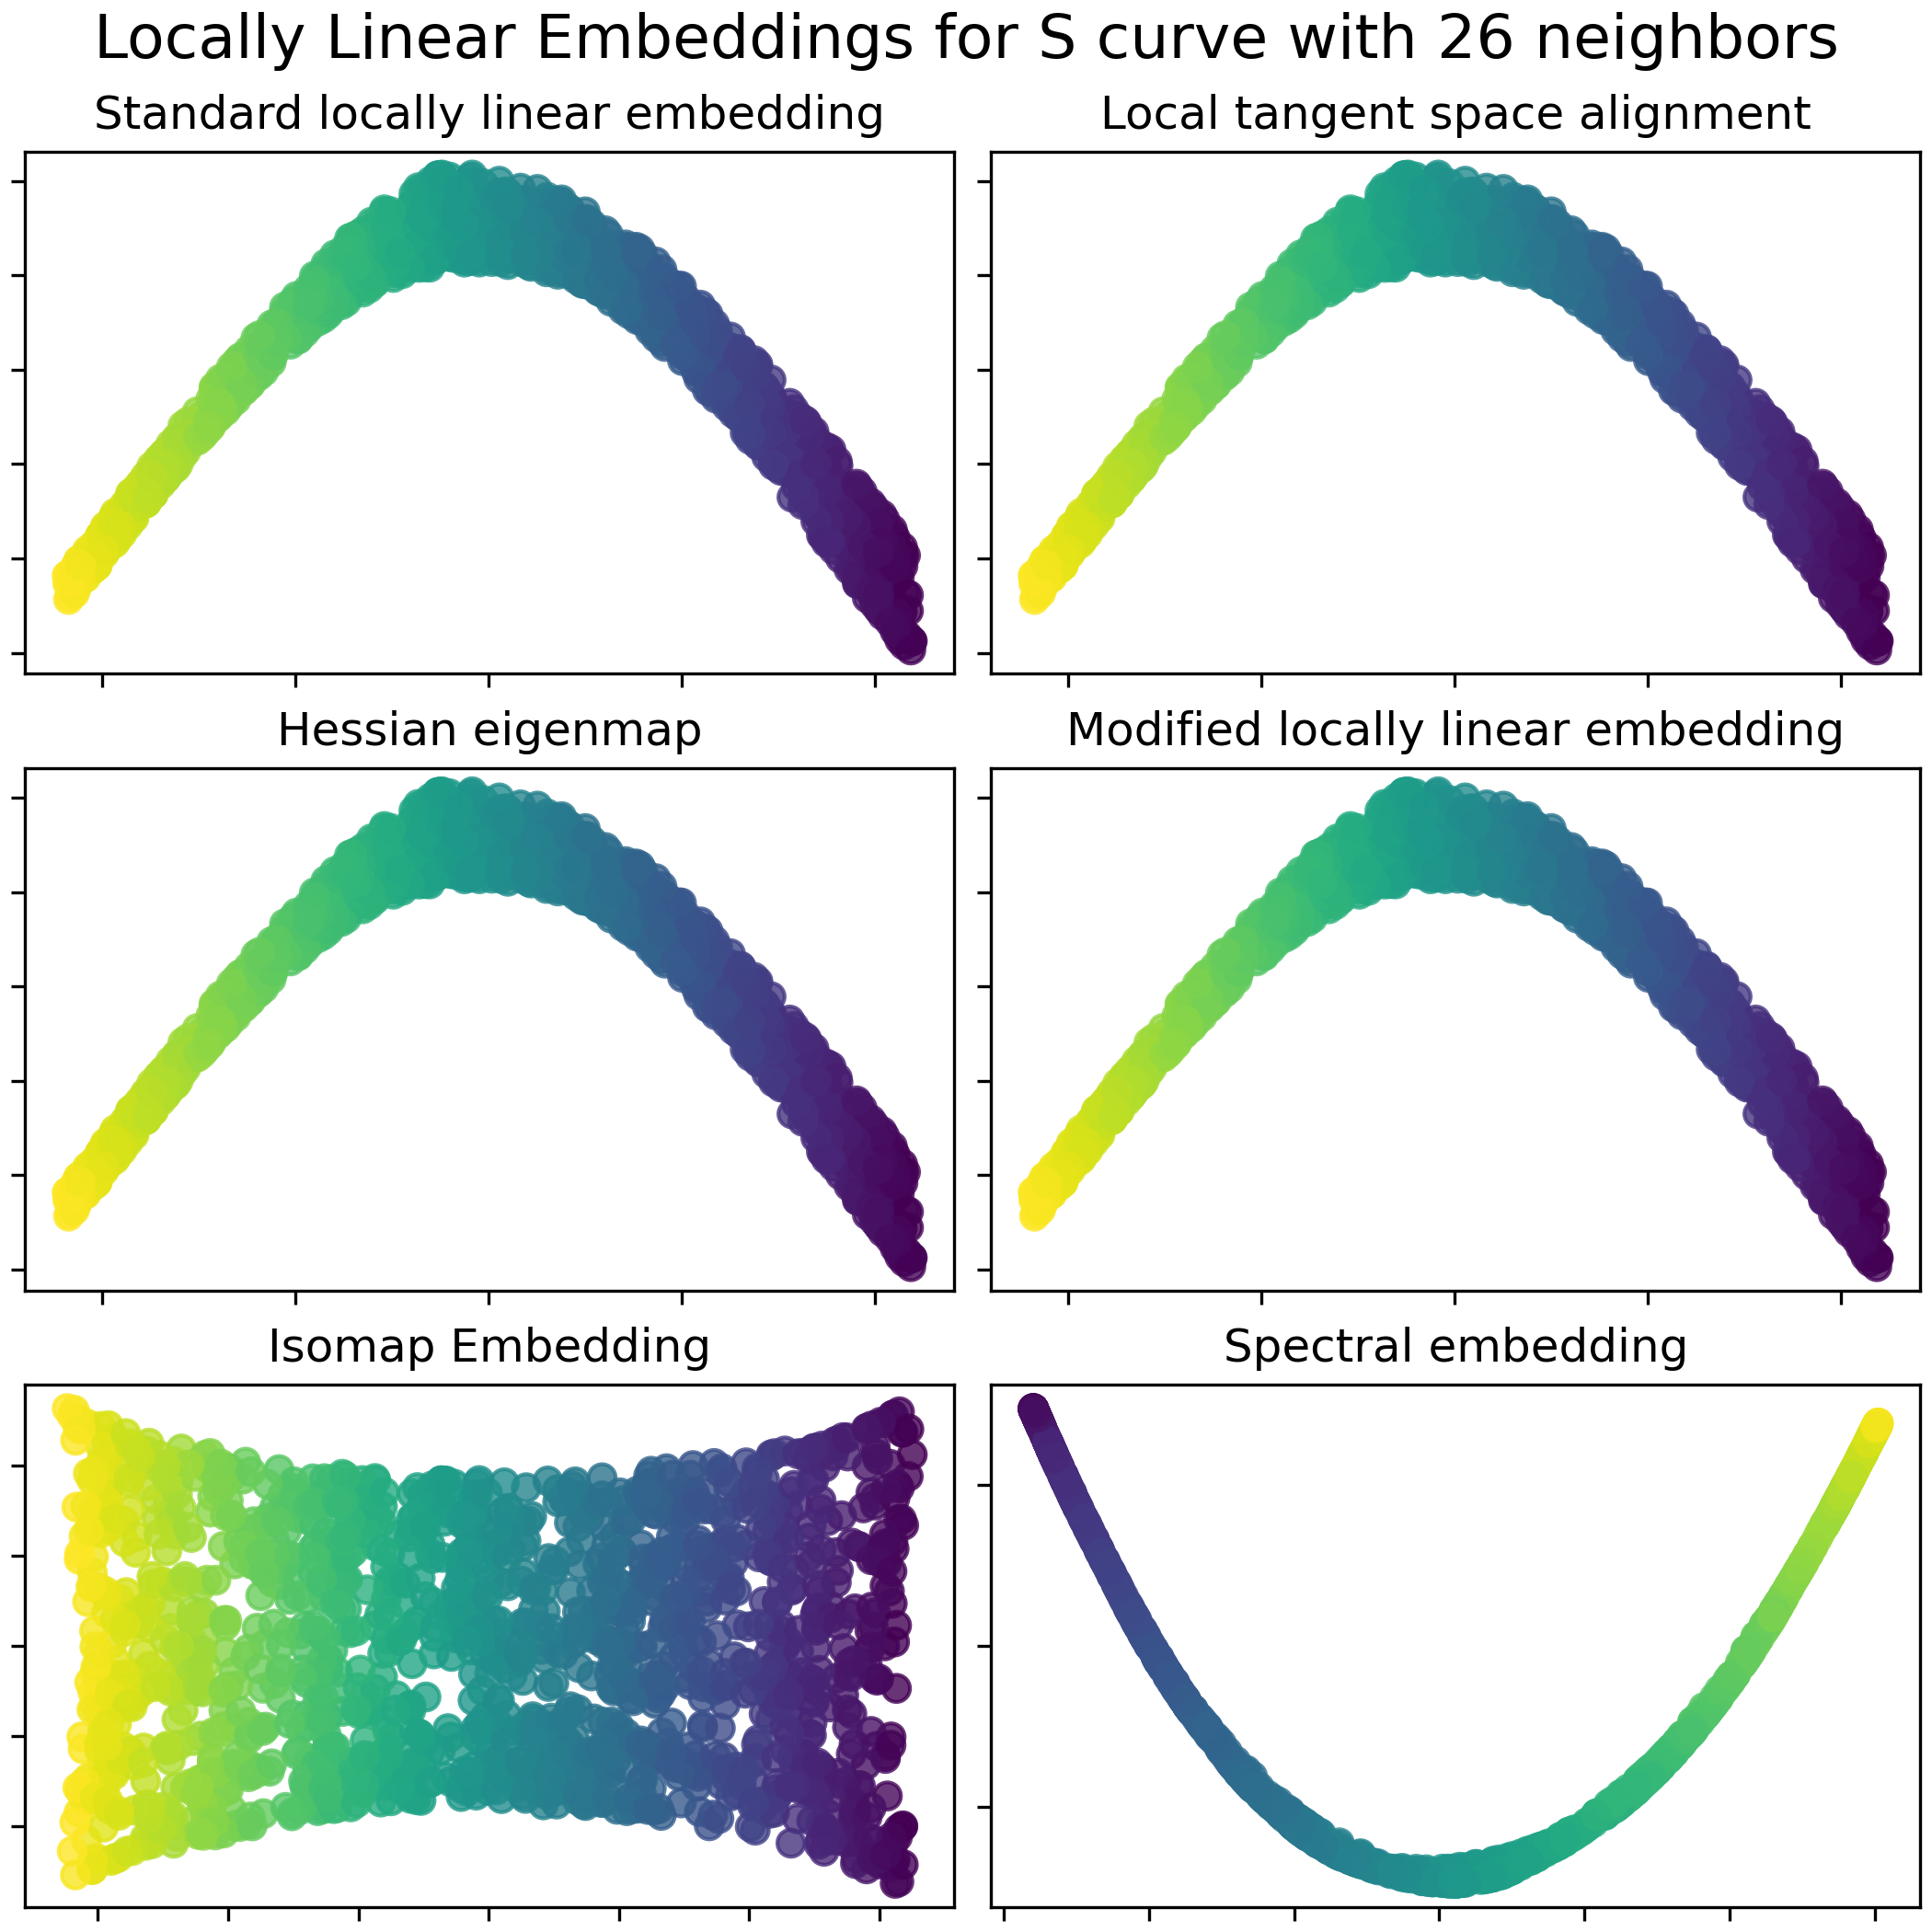 Locally Linear Embeddings for S curve with 26 neighbors
Standard locally linear embedding
Local tangent space alignment
Hessian eigenmap
Modified locally linear embedding
Isomap Embedding
Spectral embedding